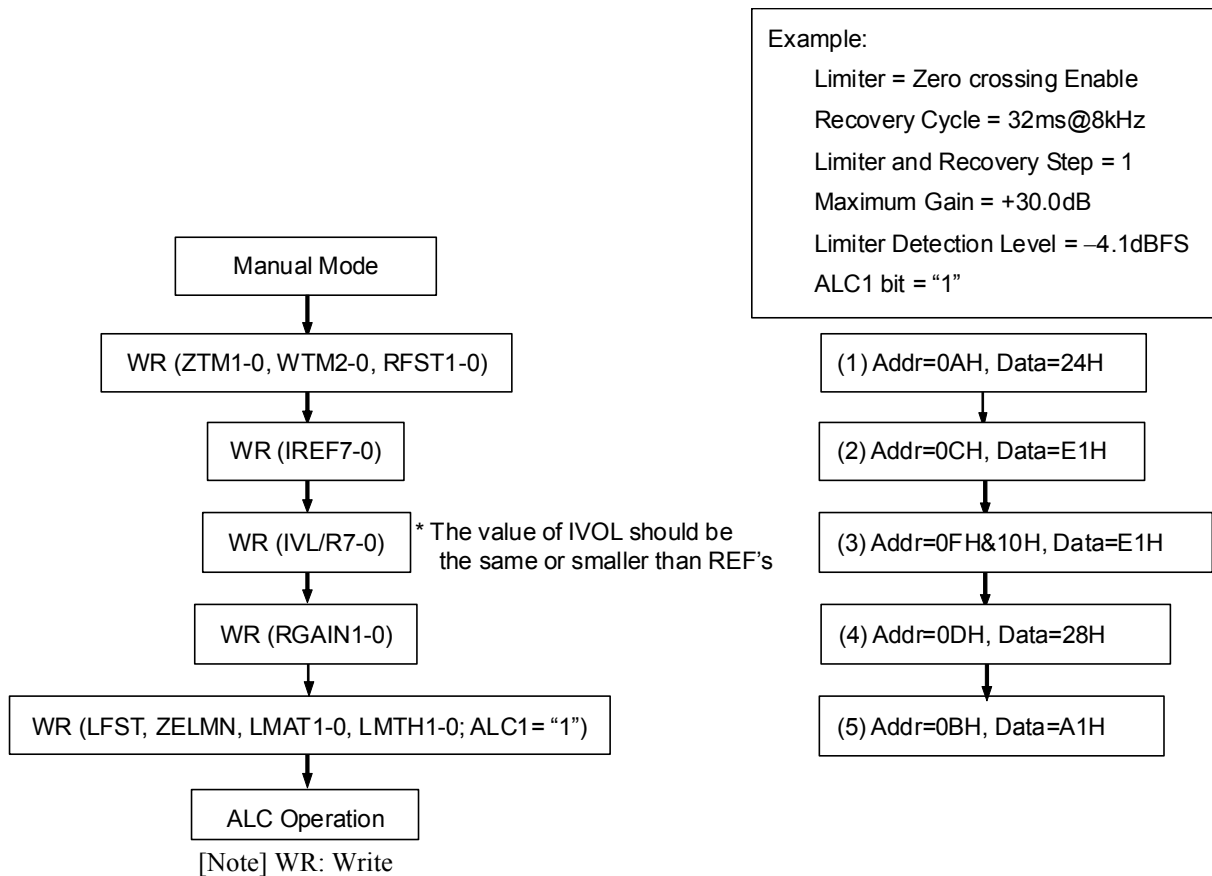 Example:
Limiter = Zero crossing Enable
Recovery Cycle = 32ms@8kHz
Limiter and Recovery Step = 1
Maximum Gain = +30.0dB
Limiter Detection Level = −4.1dBFS
ALC1 bit = “1”
Manual Mode
WR (ZTM1-0, WTM2-0, RFST1-0)
WR (IREF7-0)
WR (IVL/R7-0)
* The value of IVOL should be
the same or smaller than REF’s
WR (RGAIN1-0)
WR (LFST, ZELMN, LMAT1-0, LMTH1-0; ALC1= “1”)
ALC Operation
[Note] WR: Write
(1) Addr=0AH, Data=24H
(2) Addr=0CH, Data=E1H
(3) Addr=0FH&10H, Data=E1H
(4) Addr=0DH, Data=28H
(5) Addr=0BH, Data=A1H